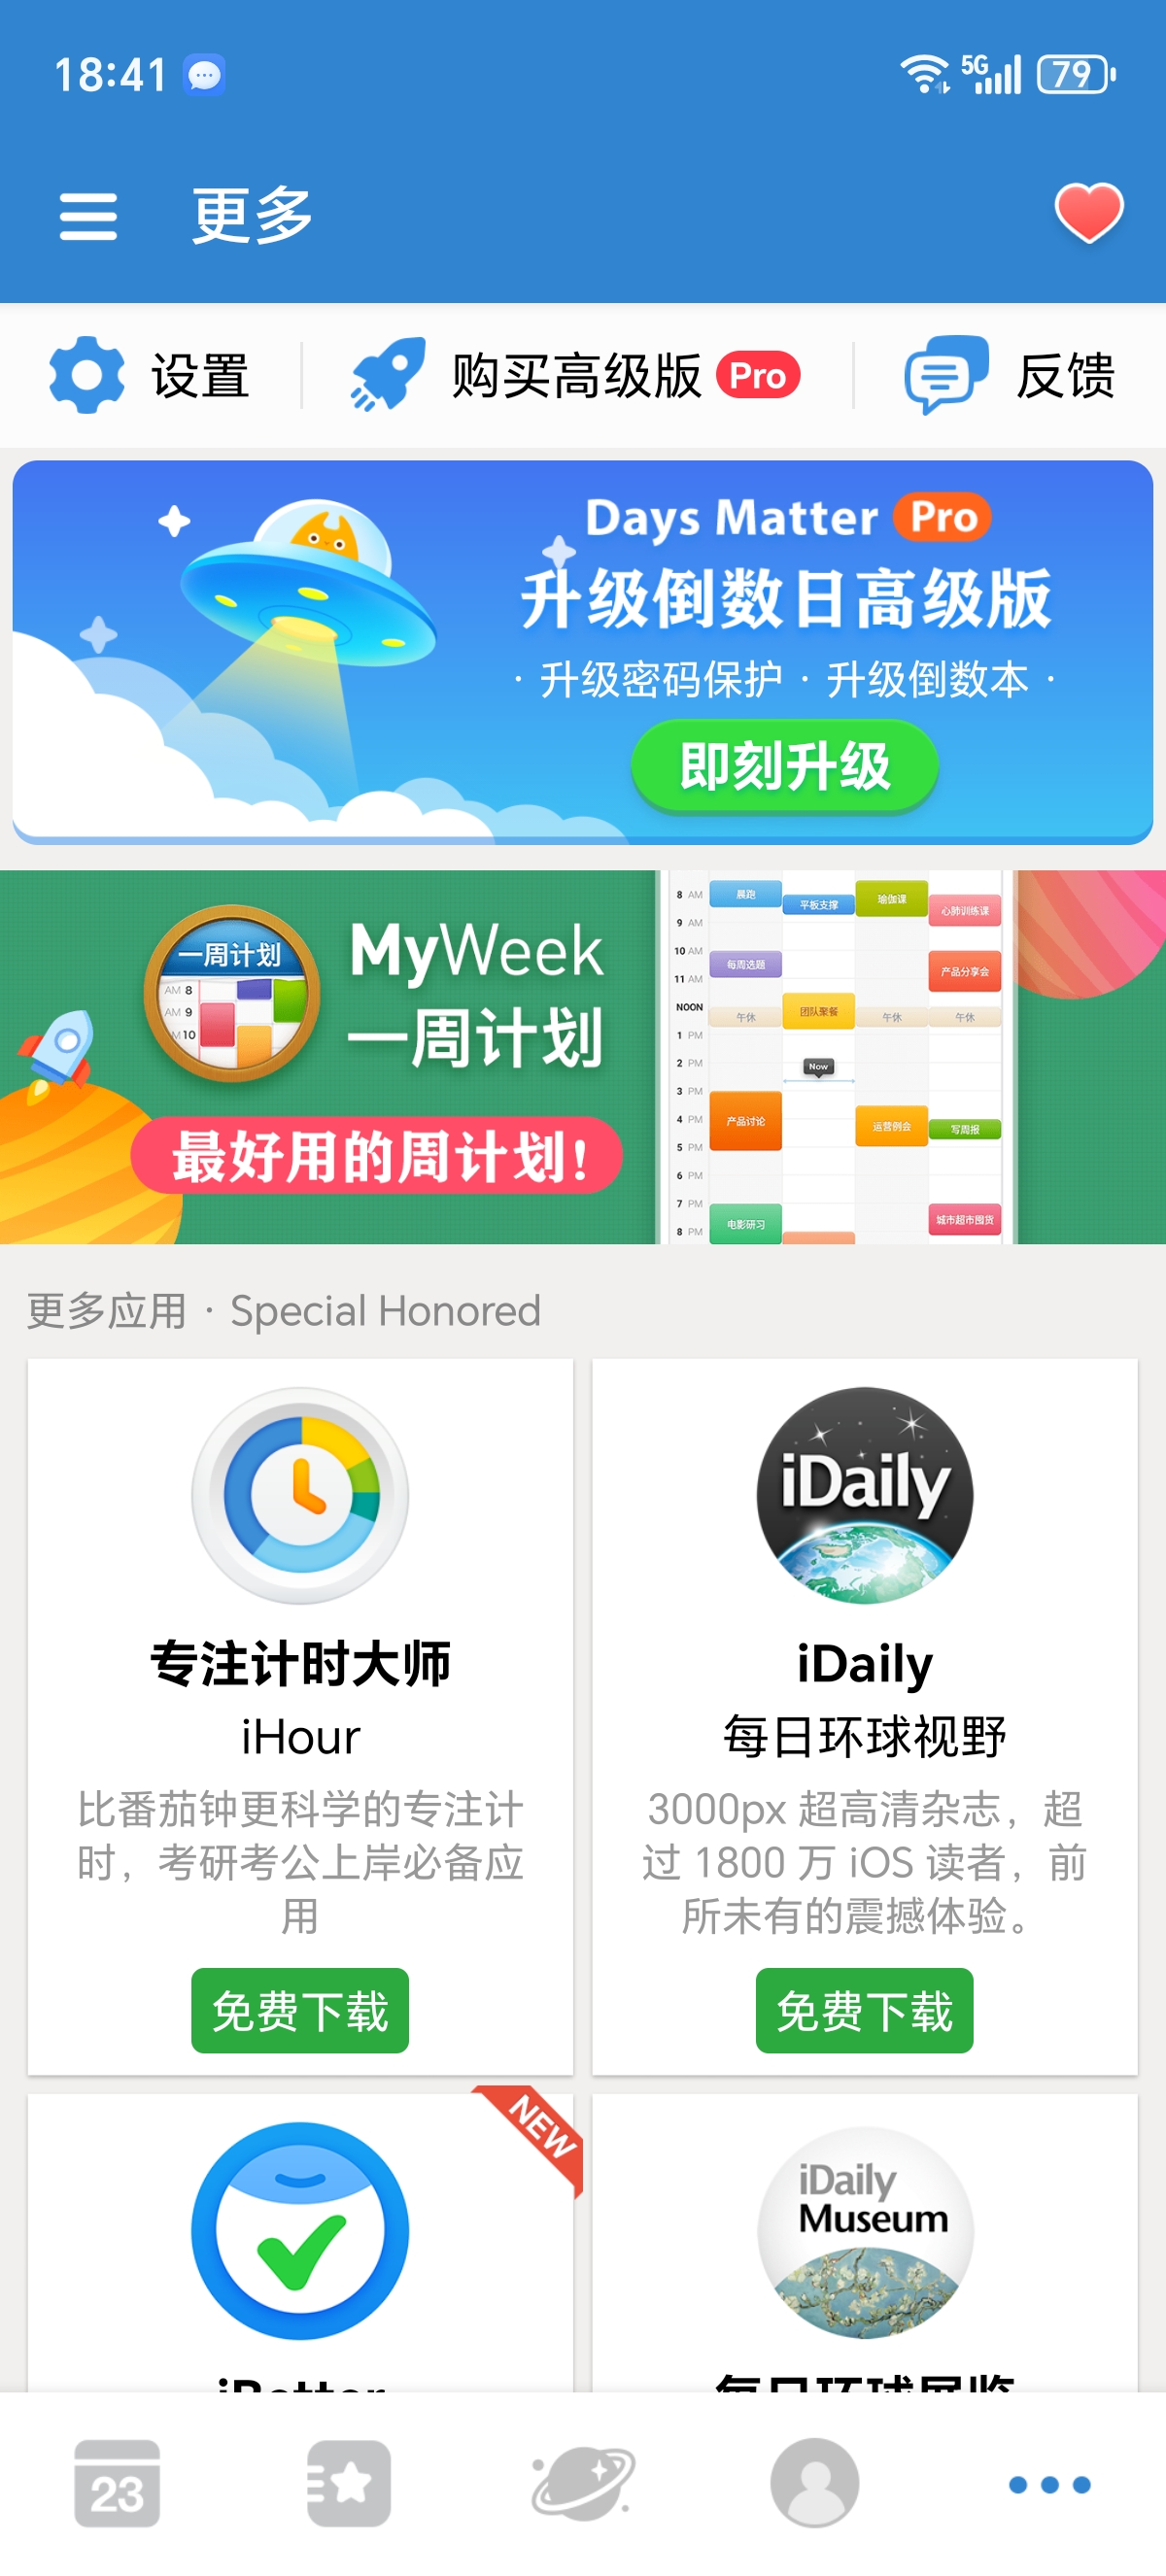 18:41
5G
79
更多
设置
购买高级版 Pro
反馈
Days Matter Pro
升级倒数日高级版
· 升级密码保护 · 升级倒数本 ·
即刻升级
一周计划
AM 8
AM 9
M 10
MyWeek
一周计划
最好用的周计划!
8 AM
9 AM
10 AM
11 AM
NOON
1 PM
2 PM
3 PM
4 PM
5 PM
6 PM
7 PM
8 PM
晨跑
平板支撑
瑜伽课
心肺训练课
每周选题
产品分享会
午休
团队聚餐
午休
午休
Now
产品讨论
运营例会
写周报
电影研习
城市超市囤货
更多应用 · Special Honored
专注计时大师
iHour
比番茄钟更科学的专注计
时，考研考公上岸必备应
用
免费下载
iDaily
iDaily
每日环球视野
3000px 超高清杂志，超
过 1800 万 iOS 读者，前
所未有的震撼体验。
免费下载
NEW
iBetter
iDaily
Museum
每日环球展览
23